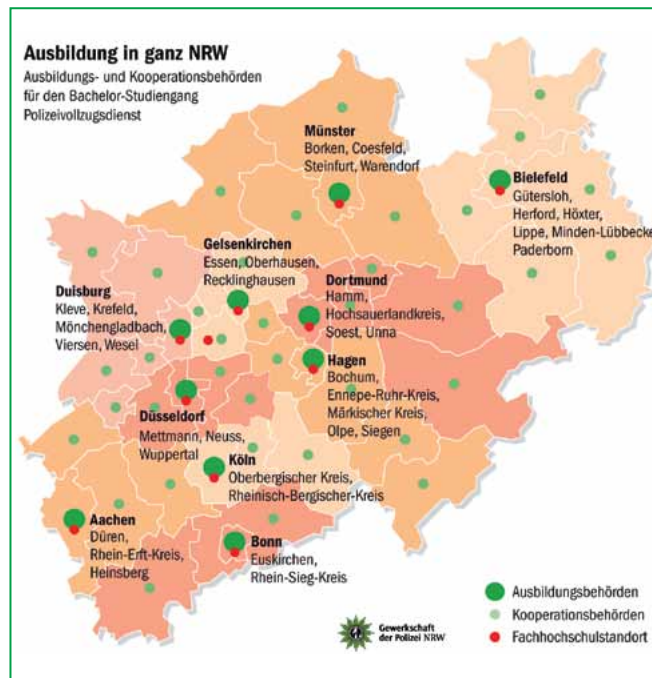 Ausbildung in ganz NRW
Ausbildungs- und Kooperationsbehörden
für den Bachelor-Studiengang
Polizeivollzugsdienst
Münster
Borken, Coesfeld,
Steinfurt, Warendorf
Bielefeld
Gütersloh,
Herford, Höxter,
Lippe, Minden-Lübbecke,
Paderborn
Gelsenkirchen
Essen, Oberhausen,
Recklinghausen
Duisburg
Kleve, Krefeld,
Mönchengladbach,
Viersen, Wesel
Dortmund
Hamm,
Hochsauerlandkreis,
Soest, Unna
Hagen
Bochum,
Ennepe-Ruhr-Kreis,
Märkischer Kreis,
Olpe, Siegen
Düsseldorf
Mettmann, Neuss,
Wuppertal
Köln
Oberbergischer Kreis,
Rheinisch-Bergischer-Kreis
Aachen
Düren,
Rhein-Erft-Kreis,
Heinsberg
Bonn
Euskirchen,
Rhein-Sieg-Kreis
Ausbildungsbehörden
Kooperationsbehörden
Fachhochschulstandort
Gewerkschaft
der Polizei NRW